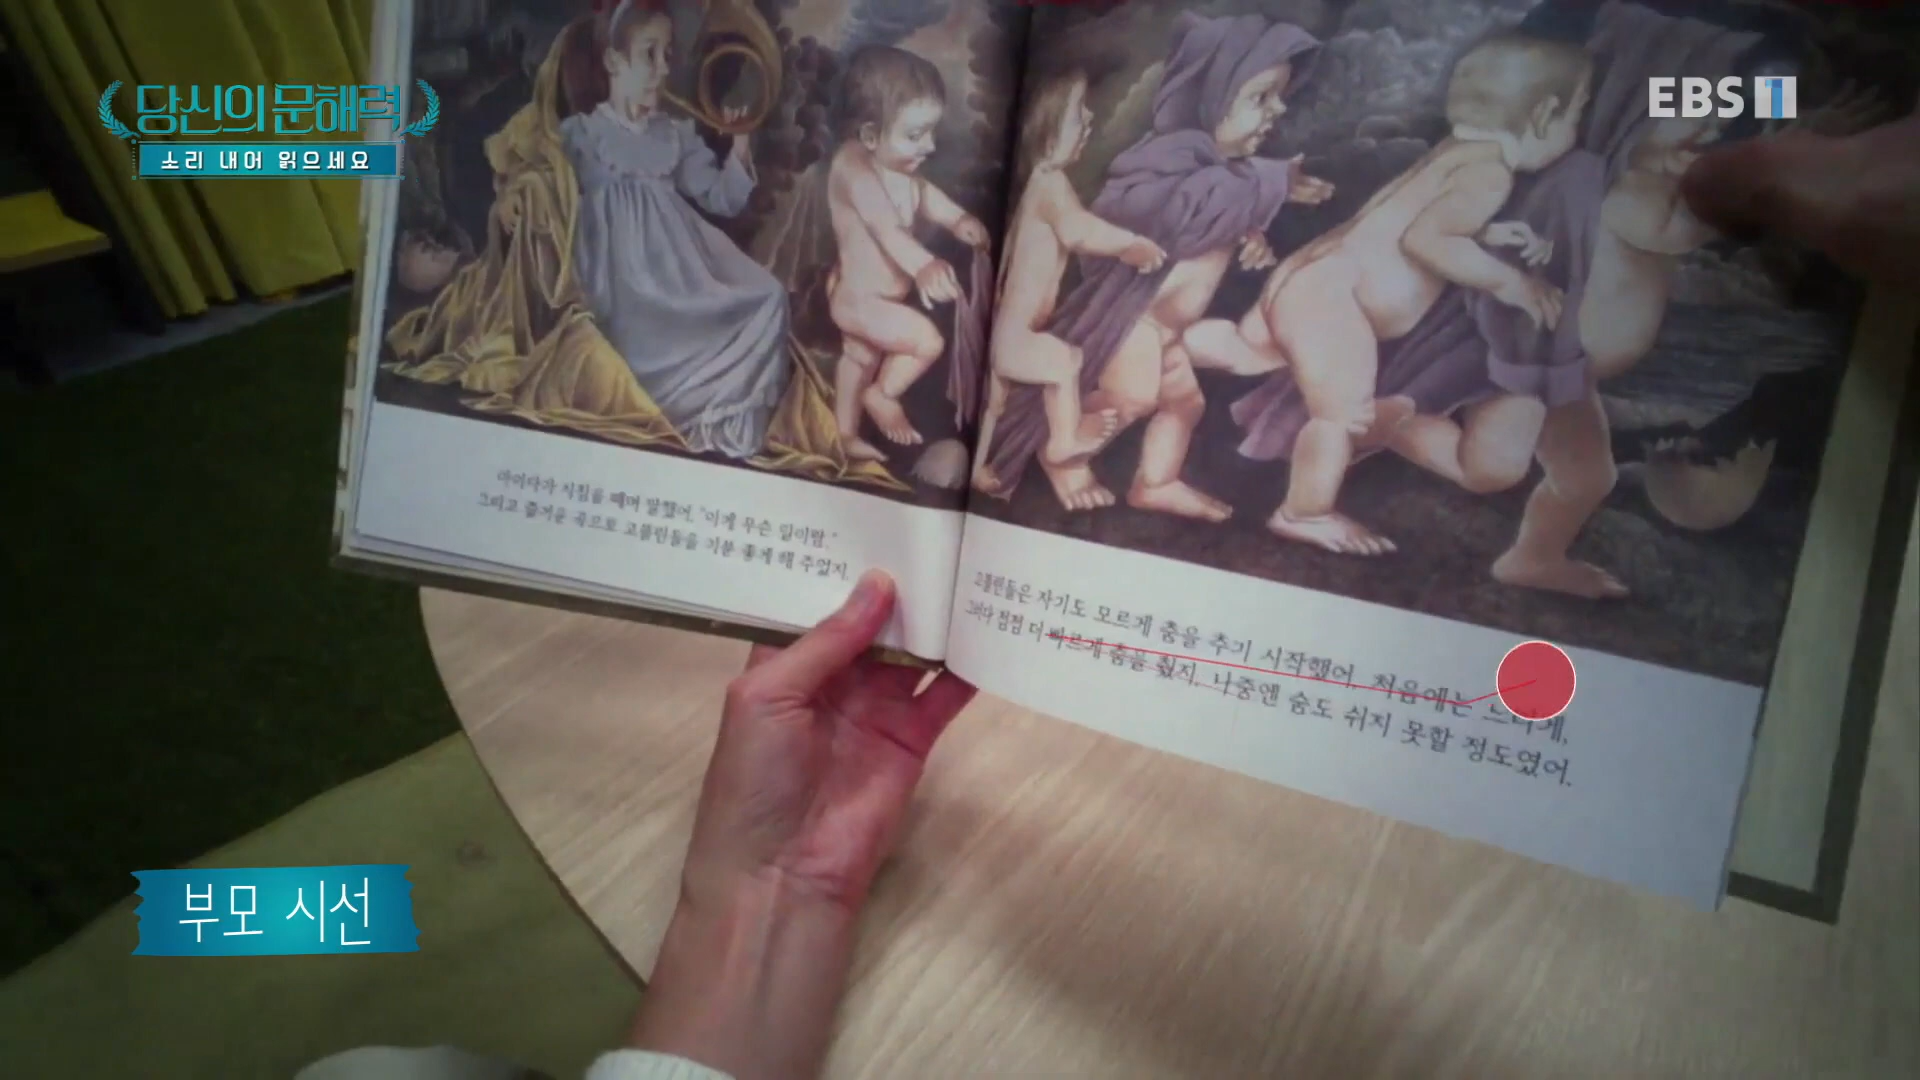 당신의 문해력
소리 내어 읽으세요
EBS 1
아이다가 시침을 떼며 말했어. "이게 무슨 일이람."
그리고 즐거운 곡으로 고블린들을 기분 좋게 해 주었지.
고블린들은 자기도 모르게 춤을 추기 시작했어. 처음에는 느리게,
그러다 점점 더 빠르게 춤을 췄지. 나중엔 숨도 쉬지 못할 정도였어.
부모 시선